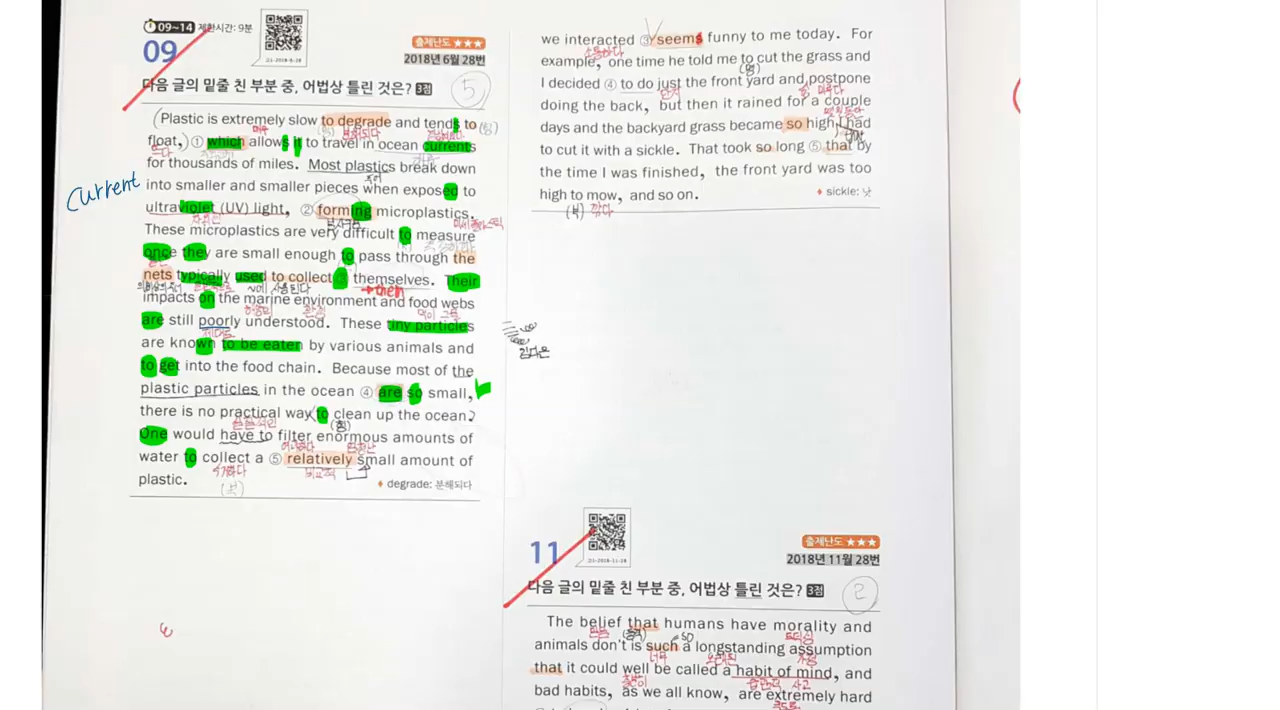 09~14 제한시간: 9분
09
21-2018-6-28
출제난도 ★★★
2018년 6월 28번
다음 글의 밑줄 친 부분 중, 어법상 틀린 것은? 3점
5
Plastic is extremely slow to degrade and tends to
float, ① which allows it to travel in ocean currents
for thousands of miles. Most plastics break down
into smaller and smaller pieces when exposed to
ultraviolet (UV) light, ② forming microplastics.
These microplastics are very difficult to measure
once they are small enough to pass through the
nets typically used to collect ③ themselves. Their
→ them
impacts on the marine environment and food webs
are still poorly understood. These tiny particles
are known to be eaten by various animals and
to get into the food chain. Because most of the
plastic particles in the ocean ④ are so small,
there is no practical way to clean up the ocean.
One would have to filter enormous amounts of
water to collect a ⑤ relatively small amount of
plastic.
♦ degrade: 분해되다
current
we interacted ③ seems funny to me today. For
example, one time he told me to cut the grass and
I decided ④ to do just the front yard and postpone
doing the back, but then it rained for a couple
days and the backyard grass became so high I had
that
to cut it with a sickle. That took so long ⑤ that by
the time I was finished, the front yard was too
high to mow, and so on.
♦ sickle: 낫
11
21-2018-11-28
출제난도 ★★★
2018년 11월 28번
다음 글의 밑줄 친 부분 중, 어법상 틀린 것은? 3점
2
The belief that humans have morality and
so
animals don't is such a longstanding assumption
that it could well be called a habit of mind, and
bad habits, as we all know, are extremely hard